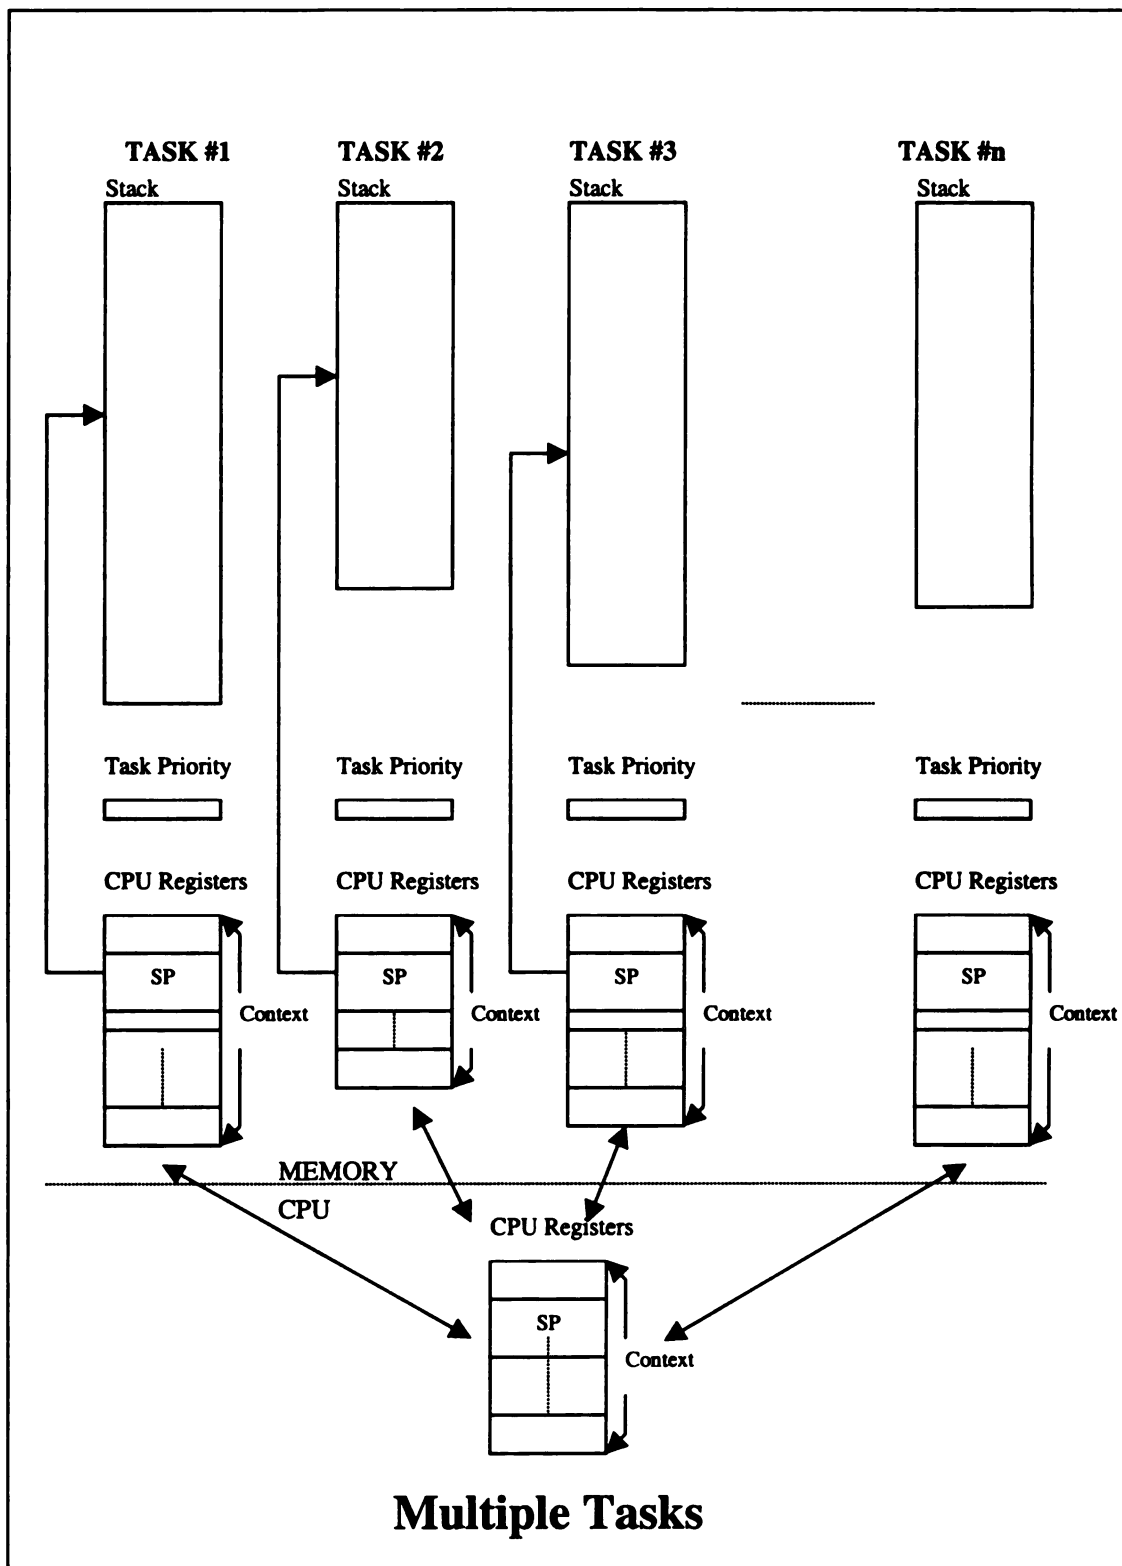 TASK #1 TASK #2 TASK #3 TASK #n
Stack Stack Stack Stack
Task Priority Task Priority Task Priority Task Priority
CPU Registers CPU Registers CPU Registers CPU Registers
SP SP SP SP
Context Context Context Context
MEMORY
CPU
CPU Registers
SP
Context
Multiple Tasks